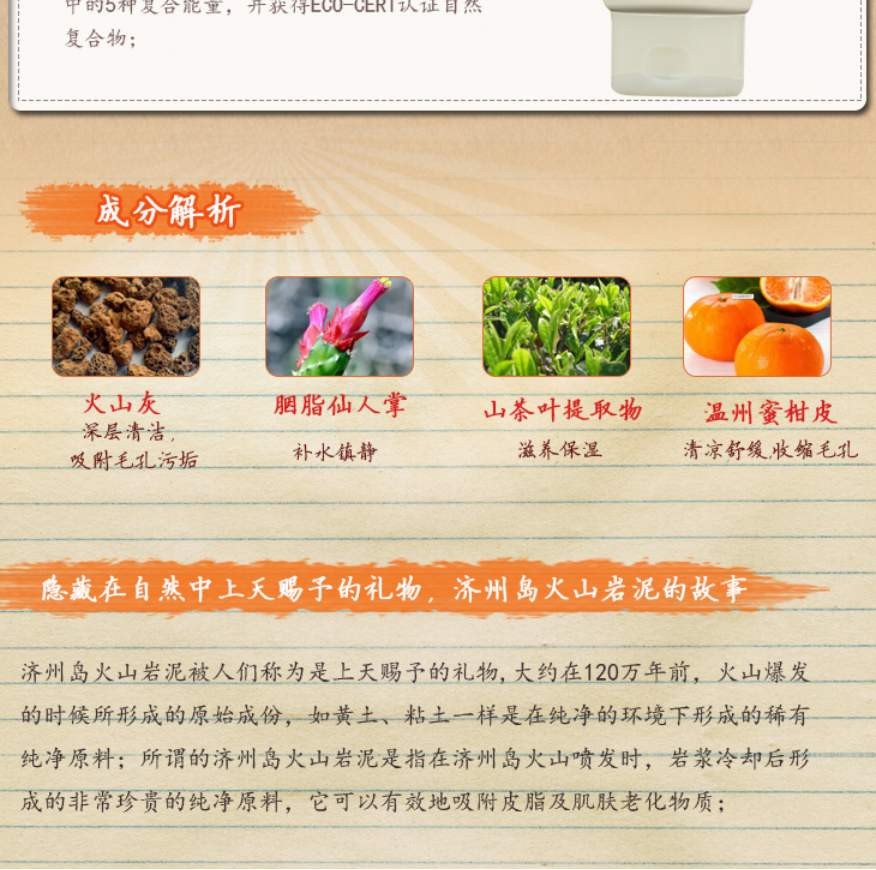 中的5种复合能量，并获得ECO-CERT认证自然
复合物；
成分解析
火山灰
深层清洁，
吸附毛孔污垢
胭脂仙人掌
补水镇静
山茶叶提取物
滋养保湿
温州蜜柑皮
清凉舒缓,收缩毛孔
隐藏在自然中上天赐予的礼物，济州岛火山岩泥的故事
济州岛火山岩泥被人们称为是上天赐予的礼物,大约在120万年前，火山爆发
的时候所形成的原始成份，如黄土、粘土一样是在纯净的环境下形成的稀有
纯净原料；所谓的济州岛火山岩泥是指在济州岛火山喷发时，岩浆冷却后形
成的非常珍贵的纯净原料，它可以有效地吸附皮脂及肌肤老化物质；